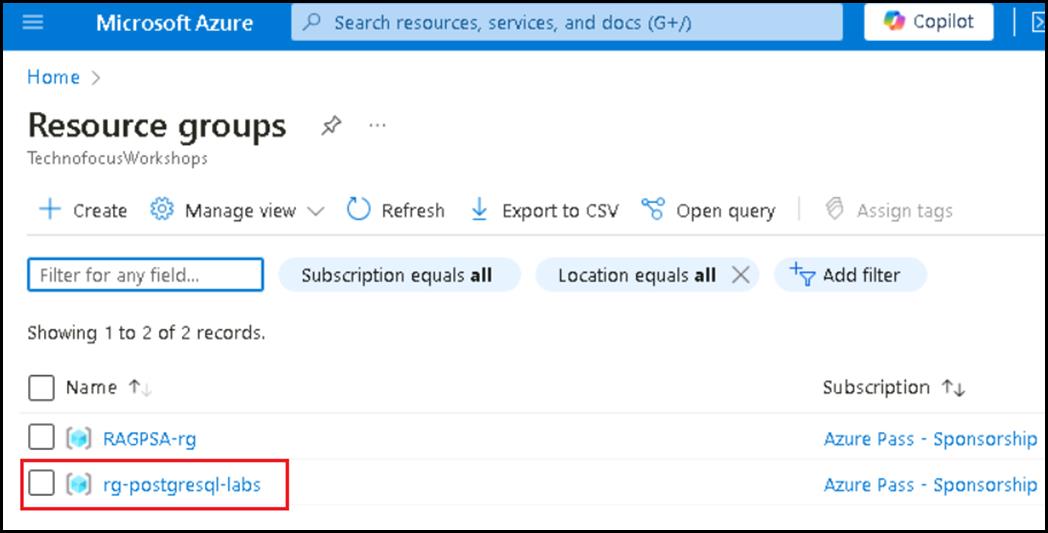 Microsoft Azure Search resources, services, and docs (G+/) Copilot
Home >
Resource groups ...
TechnofocusWorkshops
Create Manage view Refresh Export to CSV Open query Assign tags
Filter for any field... Subscription equals all Location equals all Add filter
Showing 1 to 2 of 2 records.
Name Subscription
RAGPSA-rg Azure Pass - Sponsorship
rg-postgresql-labs Azure Pass - Sponsorship